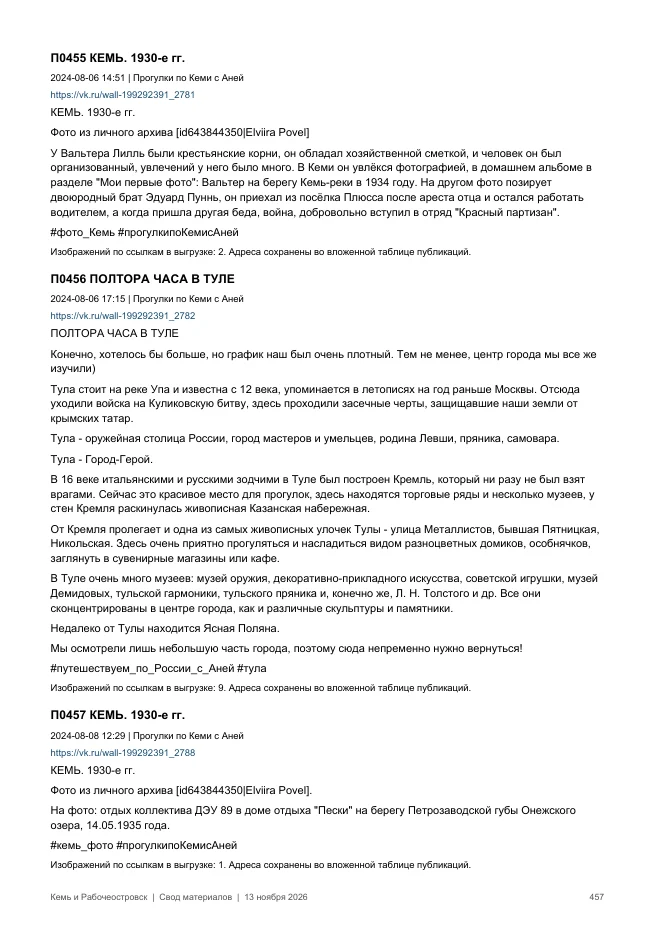 П0455 КЕМЬ. 1930-е гг.
2024-08-06 14:51 | Прогулки по Кеми с Аней
https://vk.ru/wall-199292391_2781
КЕМЬ. 1930-е гг.
Фото из личного архива [id643844350|Elviira Povel]
У Вальтера Лилль были крестьянские корни, он обладал хозяйственной сметкой, и человек он был
организованный, увлечений у него было много. В Кеми он увлёкся фотографией, в домашнем альбоме в
разделе "Мои первые фото": Вальтер на берегу Кемь-реки в 1934 году. На другом фото позирует
двоюродный брат Эдуард Пуннь, он приехал из посёлка Плюсса после ареста отца и остался работать
водителем, а когда пришла другая беда, война, добровольно вступил в отряд "Красный партизан".
#фото_Кемь #прогулкипоКемисАней
Изображений по ссылкам в выгрузке: 2. Адреса сохранены во вложенной таблице публикаций.
П0456 ПОЛТОРА ЧАСА В ТУЛЕ
2024-08-06 17:15 | Прогулки по Кеми с Аней
https://vk.ru/wall-199292391_2782
ПОЛТОРА ЧАСА В ТУЛЕ
Конечно, хотелось бы больше, но график наш был очень плотный. Тем не менее, центр города мы все же
изучили)
Тула стоит на реке Упа и известна с 12 века, упоминается в летописях на год раньше Москвы. Отсюда
уходили войска на Куликовскую битву, здесь проходили засечные черты, защищавшие наши земли от
крымских татар.
Тула - оружейная столица России, город мастеров и умельцев, родина Левши, пряника, самовара.
Тула - Город-Герой.
В 16 веке итальянскими и русскими зодчими в Туле был построен Кремль, который ни разу не был взят
врагами. Сейчас это красивое место для прогулок, здесь находятся торговые ряды и несколько музеев, у
стен Кремля раскинулась живописная Казанская набережная.
От Кремля пролегает и одна из самых живописных улочек Тулы - улица Металлистов, бывшая Пятницкая,
Никольская. Здесь очень приятно прогуляться и насладиться видом разноцветных домиков, особнячков,
заглянуть в сувенирные магазины или кафе.
В Туле очень много музеев: музей оружия, декоративно-прикладного искусства, советской игрушки, музей
Демидовых, тульской гармоники, тульского пряника и, конечно же, Л. Н. Толстого и др. Все они
сконцентрированы в центре города, как и различные скульптуры и памятники.
Недалеко от Тулы находится Ясная Поляна.
Мы осмотрели лишь небольшую часть города, поэтому сюда непременно нужно вернуться!
#путешествуем_по_России_с_Аней #тула
Изображений по ссылкам в выгрузке: 9. Адреса сохранены во вложенной таблице публикаций.
П0457 КЕМЬ. 1930-е гг.
2024-08-08 12:29 | Прогулки по Кеми с Аней
https://vk.ru/wall-199292391_2788
КЕМЬ. 1930-е гг.
Фото из личного архива [id643844350|Elviira Povel].
На фото: отдых коллектива ДЭУ 89 в доме отдыха "Пески" на берегу Петрозаводской губы Онежского
озера, 14.05.1935 года.
#кемь_фото #прогулкипоКемисАней
Изображений по ссылкам в выгрузке: 1. Адреса сохранены во вложенной таблице публикаций.
Кемь и Рабочеостровск | Свод материалов | 13 ноября 2026 457